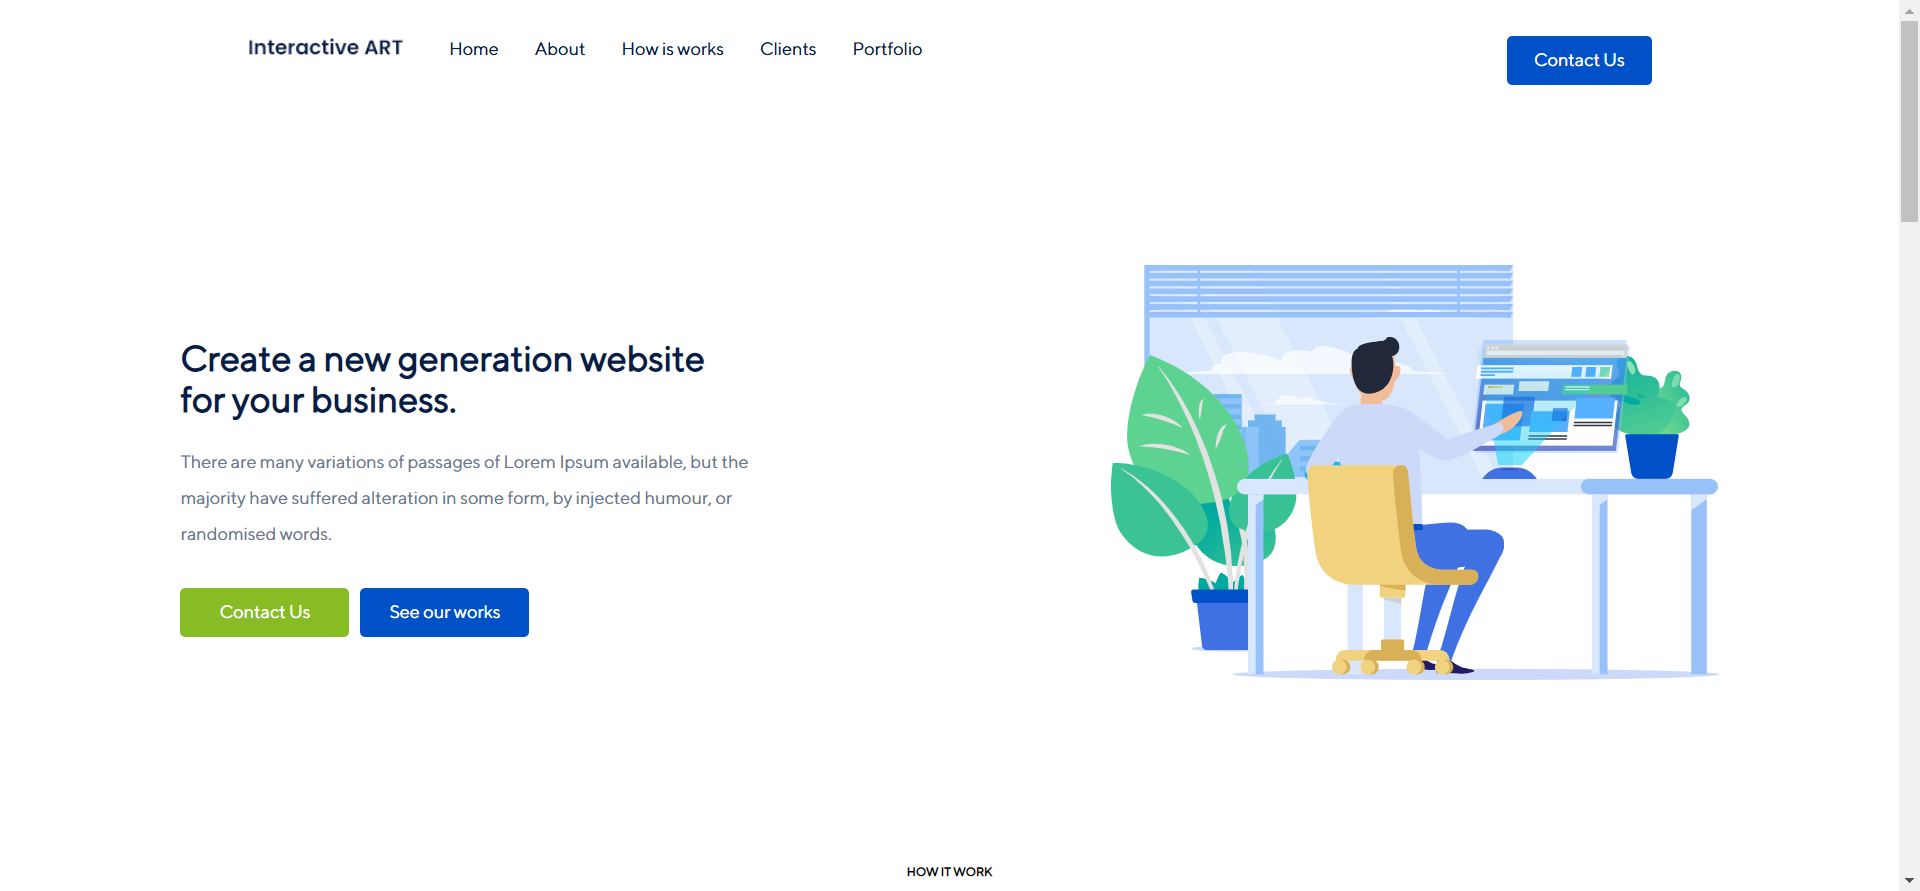 Interactive ART
Home
About
How is works
Clients
Portfolio
Contact Us
Create a new generation website
for your business.
There are many variations of passages of Lorem Ipsum available, but the
majority have suffered alteration in some form, by injected humour, or
randomised words.
Contact Us
See our works
HOW IT WORK